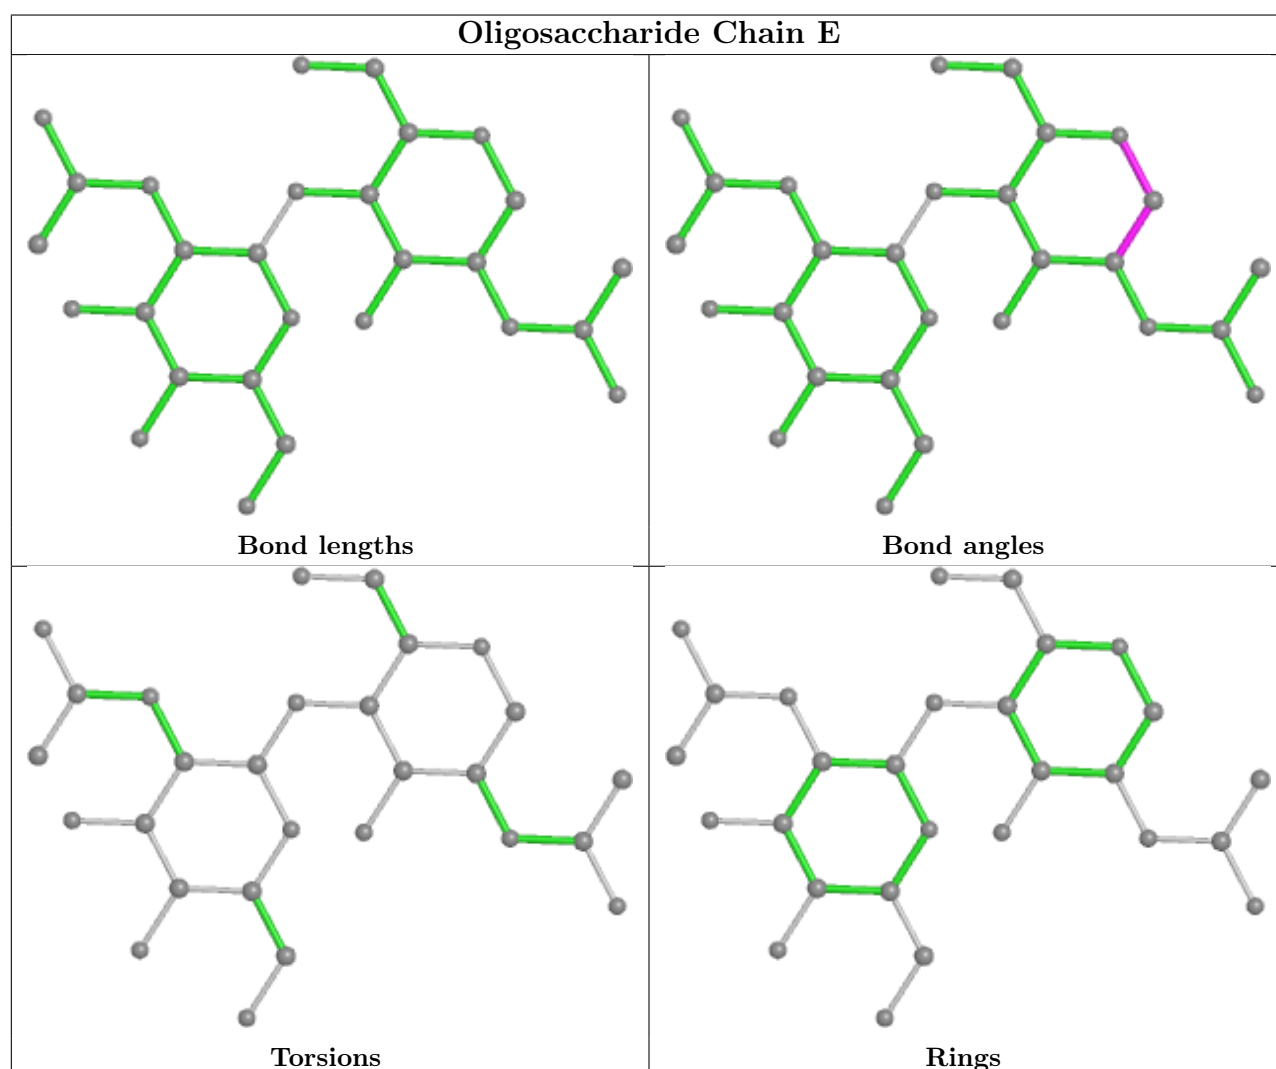 Oligosaccharide Chain E
Bond lengths
Bond angles
Torsions
Rings